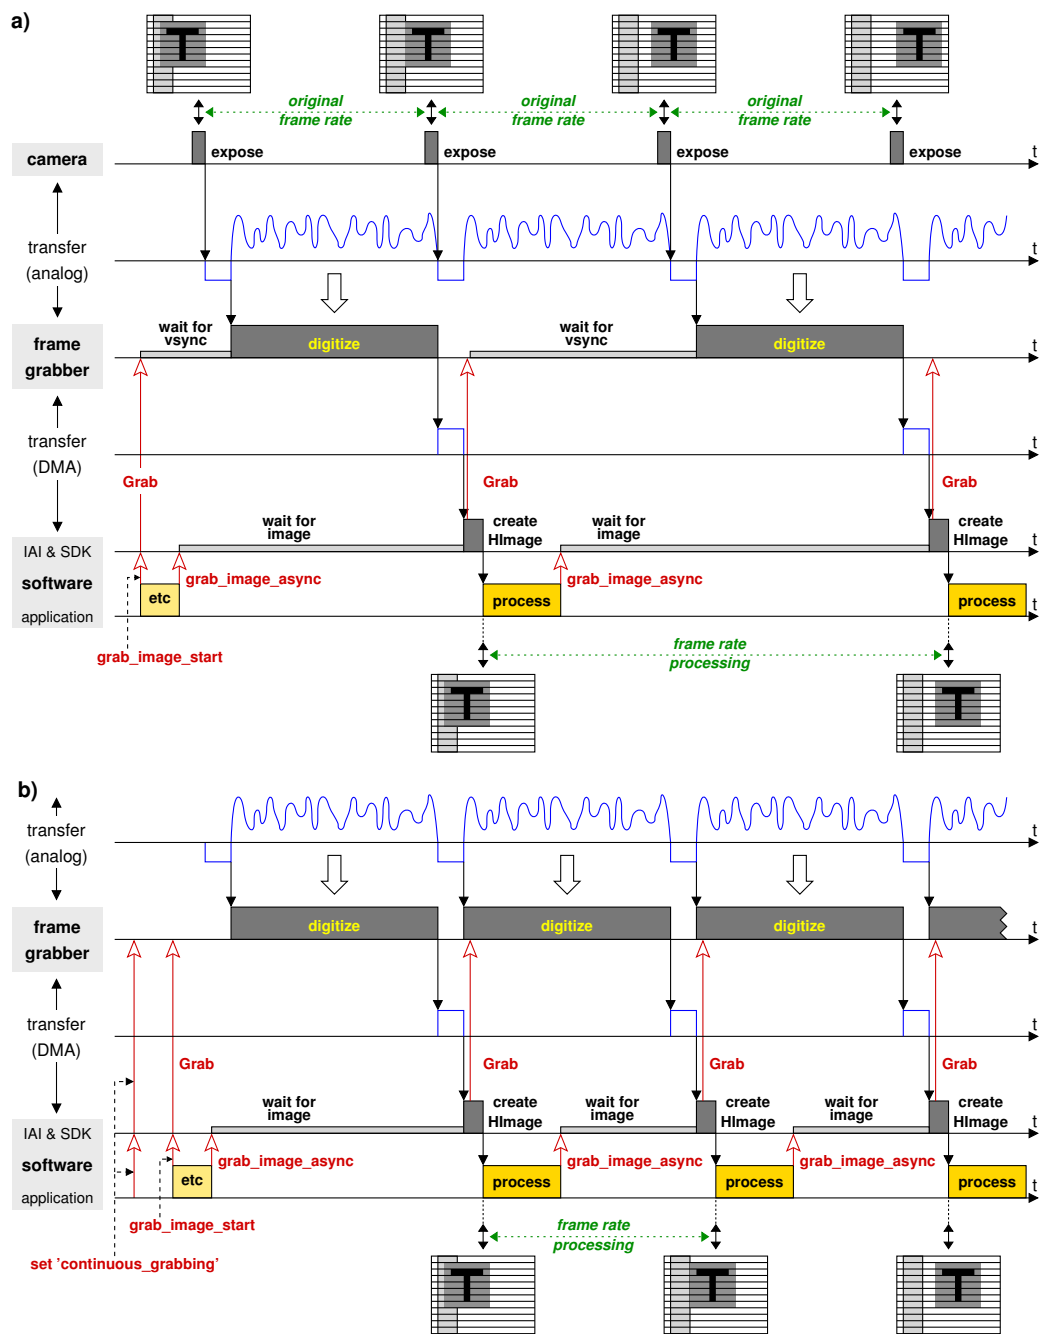 a)
T
T
T
T
original
frame rate
original
frame rate
original
frame rate
camera
expose
expose
expose
expose
t
transfer
(analog)
t
frame
grabber
wait for
vsync
digitize
wait for
vsync
digitize
t
transfer
(DMA)
t
Grab
Grab
Grab
IAI & SDK
software
application
wait for
image
create
HImage
wait for
image
create
HImage
t
grab_image_async
grab_image_async
etc
process
process
t
grab_image_start
frame rate
processing
T
T
b)
transfer
(analog)
t
frame
grabber
digitize
digitize
digitize
t
transfer
(DMA)
t
Grab
Grab
Grab
Grab
IAI & SDK
software
application
wait for
image
create
HImage
wait for
image
create
HImage
wait for
image
create
HImage
t
grab_image_async
grab_image_async
grab_image_async
etc
process
process
process
t
grab_image_start
set 'continuous_grabbing'
frame rate
processing
T
T
T